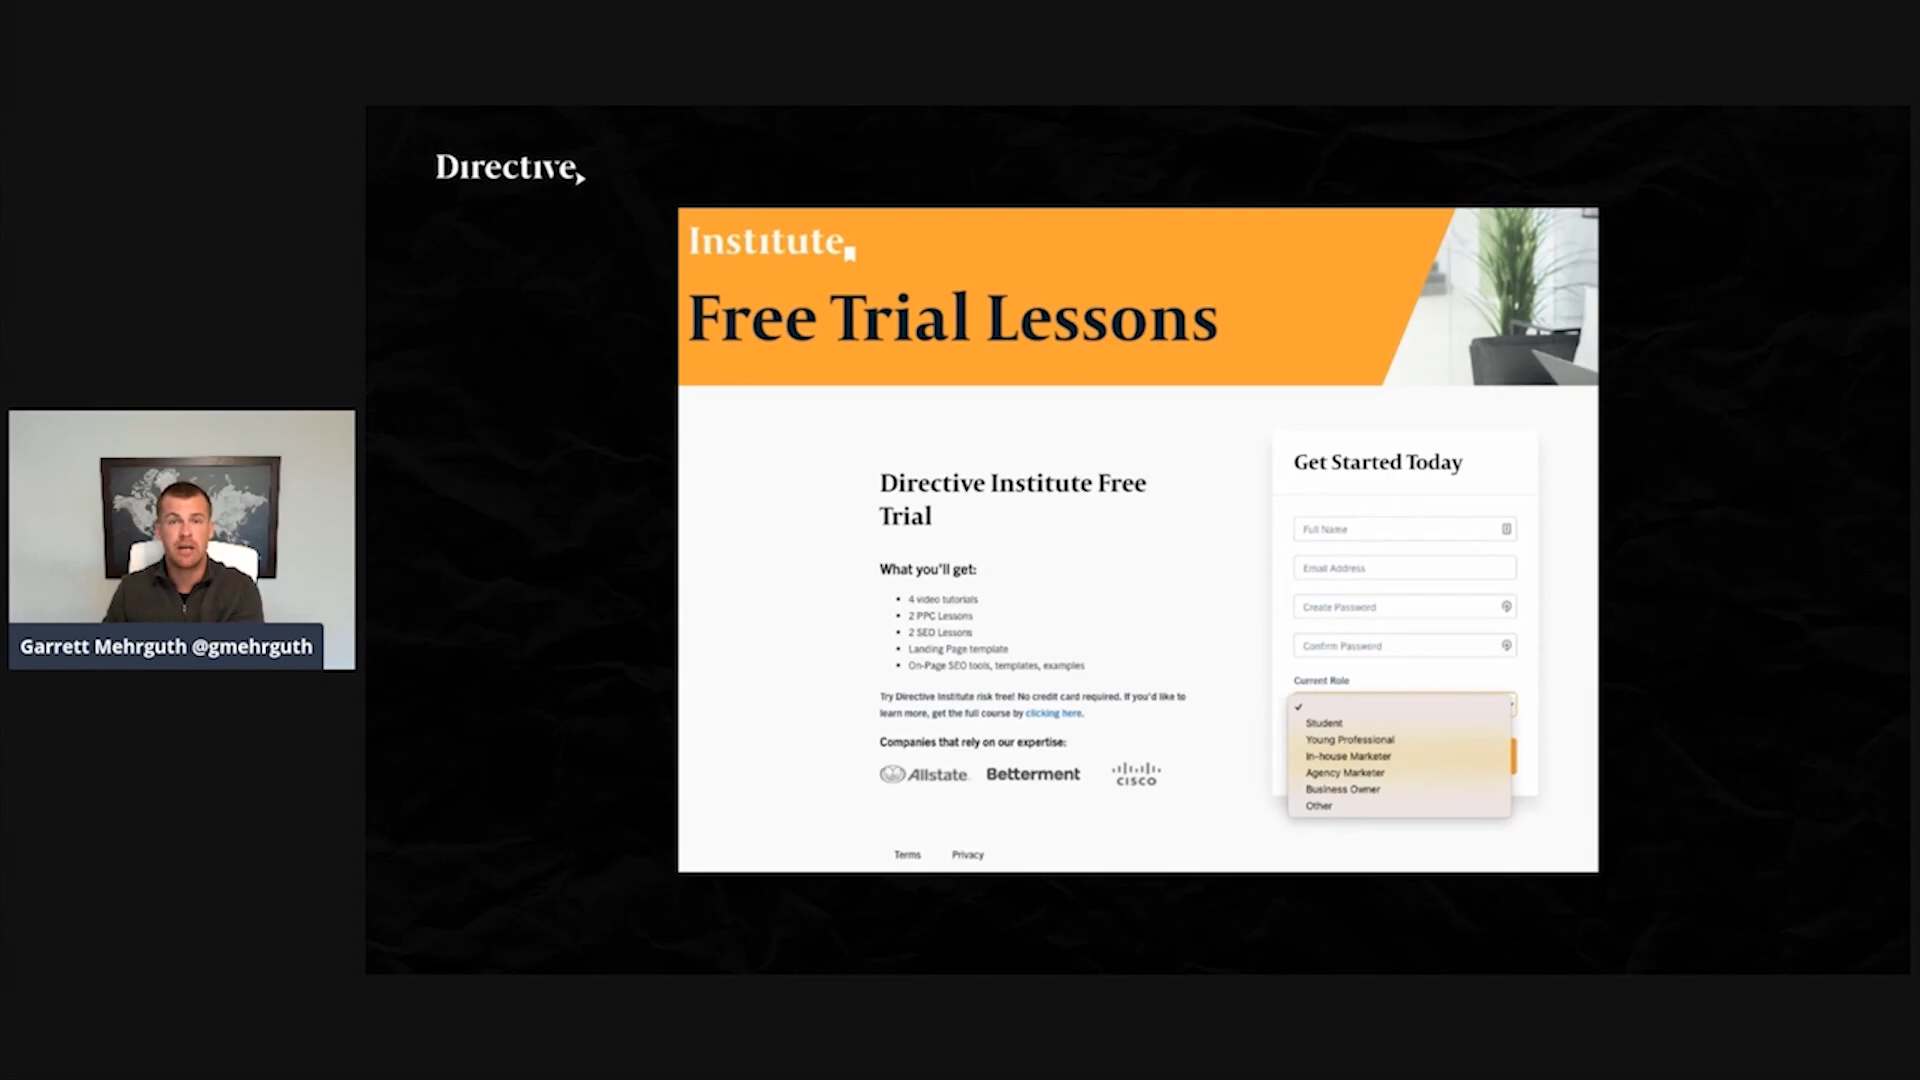 Directive
Institute
Free Trial Lessons
Directive Institute Free
Trial
What you'll get:
4 video tutorials
2 PPC Lessons
2 SEO Lessons
Landing Page template
On-Page SEO tools, templates, examples
Try Directive Institute risk free! No credit card required. If you'd like to
learn more, get the full course by clicking here.
Companies that rely on our expertise:
Allstate
Betterment
CISCO
Terms
Privacy
Get Started Today
Full Name
Email Address
Create Password
Confirm Password
Current Role
Student
Young Professional
In-house Marketer
Agency Marketer
Business Owner
Other
Garrett Mehrguth @gmehrguth